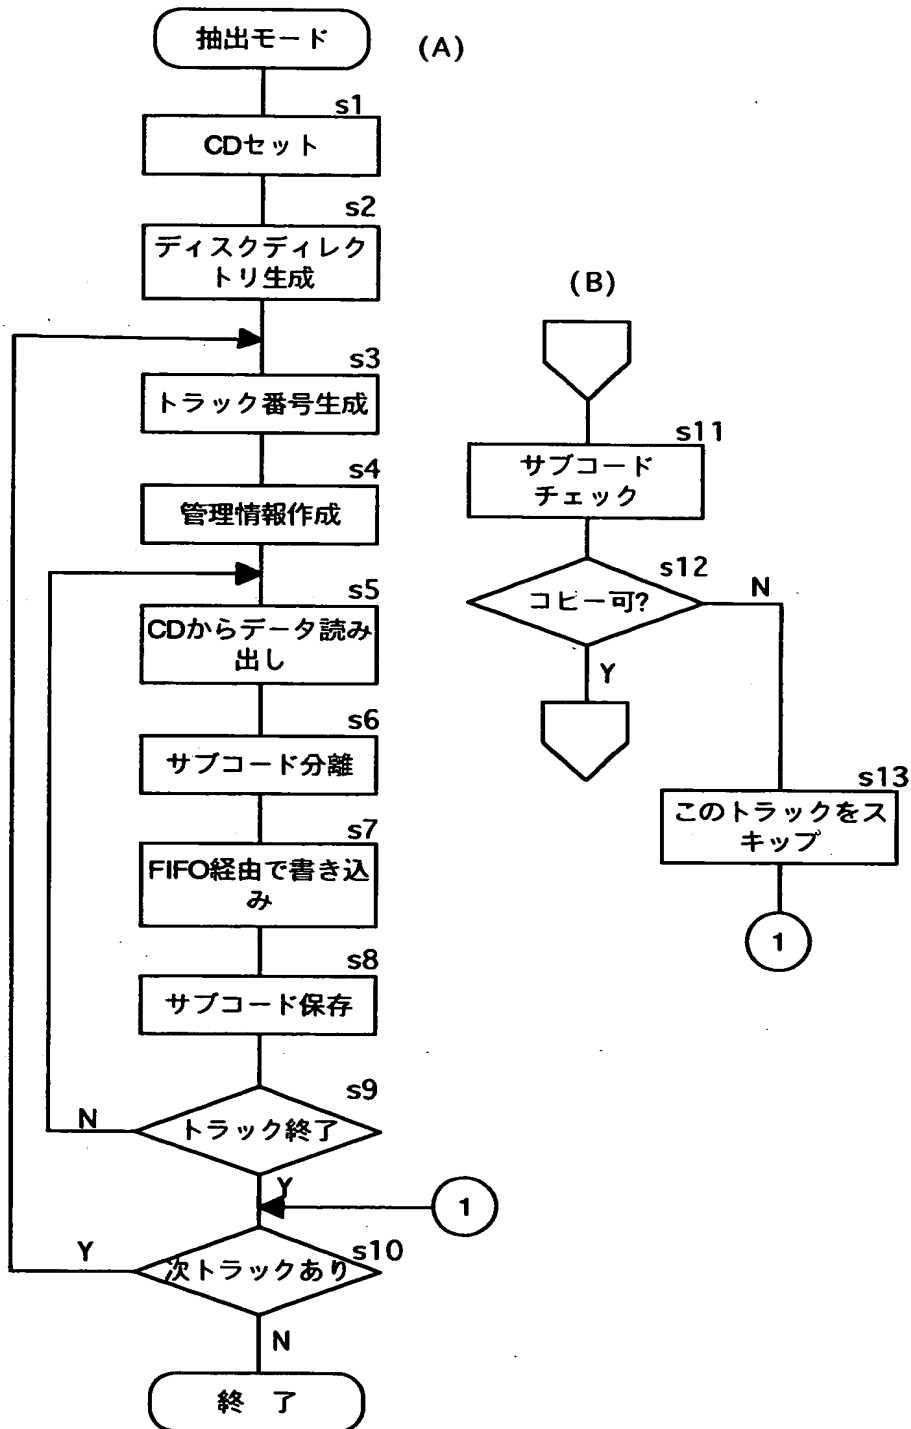 抽出モード
(A)
s1
CDセット
s2
ディスクディレク
トリ生成
s3
トラック番号生成
s4
管理情報作成
s5
CDからデータ読み
出し
s6
サブコード分離
s7
FIFO経由で書き込
み
s8
サブコード保存
s9
トラック終了
N
Y
1
s10
次トラックあり
Y
N
終 了
(B)
s11
サブコード
チェック
s12
コピー可?
N
Y
s13
このトラックをス
キップ
1